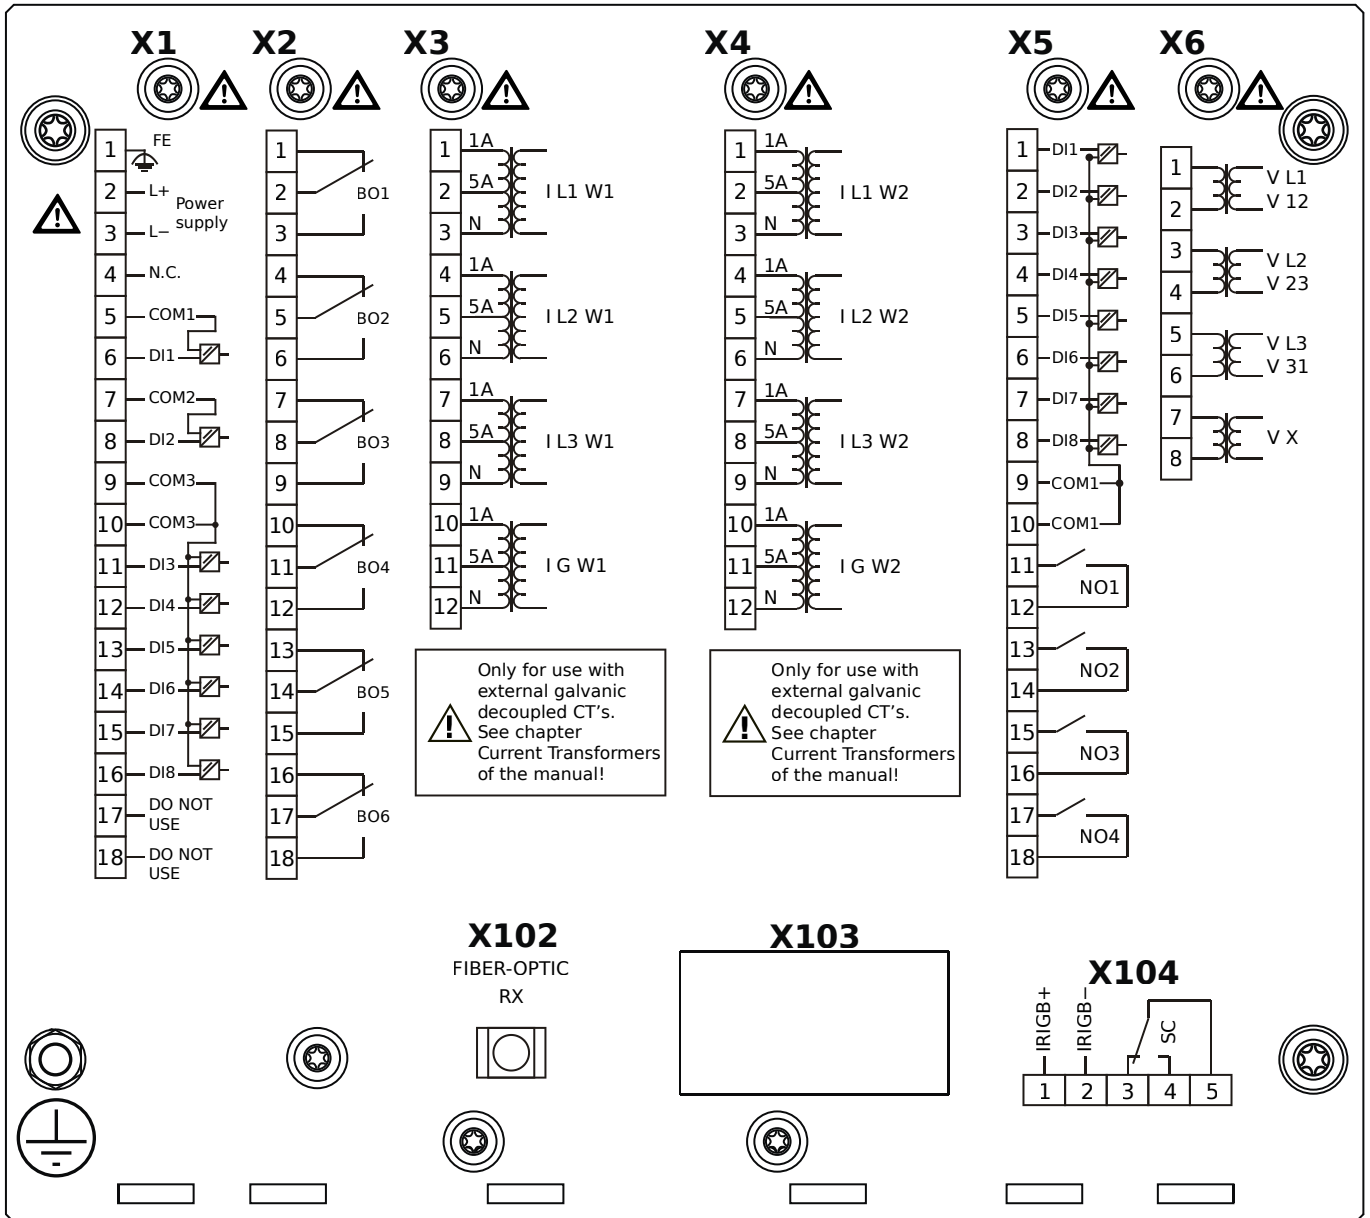 X1
X2
X3
X4
X5
X6
1
FE
2
L+
Power
supply
3
L−
4
N.C.
5
COM1
6
DI1
7
COM2
8
DI2
9
COM3
10
COM3
11
DI3
12
DI4
13
DI5
14
DI6
15
DI7
16
DI8
17
DO NOT
USE
18
DO NOT
USE
1
2
BO1
3
4
5
BO2
6
7
8
BO3
9
10
11
BO4
12
13
14
BO5
15
16
17
BO6
18
1
1A
2
5A
I L1 W1
3
N
4
1A
5
5A
I L2 W1
6
N
7
1A
8
5A
I L3 W1
9
N
10
1A
11
5A
I G W1
12
N
Only for use with
external galvanic
decoupled CT's.
See chapter
Current Transformers
of the manual!
1
1A
2
5A
I L1 W2
3
N
4
1A
5
5A
I L2 W2
6
N
7
1A
8
5A
I L3 W2
9
N
10
1A
11
5A
I G W2
12
N
Only for use with
external galvanic
decoupled CT's.
See chapter
Current Transformers
of the manual!
1
DI1
2
DI2
3
DI3
4
DI4
5
DI5
6
DI6
7
DI7
8
DI8
9
COM1
10
COM1
11
NO1
12
13
NO2
14
15
NO3
16
17
NO4
18
1
V L1
2
V 12
3
V L2
4
V 23
5
V L3
6
V 31
7
V X
8
X102
FIBER-OPTIC
RX
X103
X104
IRIGB+
IRIGB−
SC
1 2 3 4 5